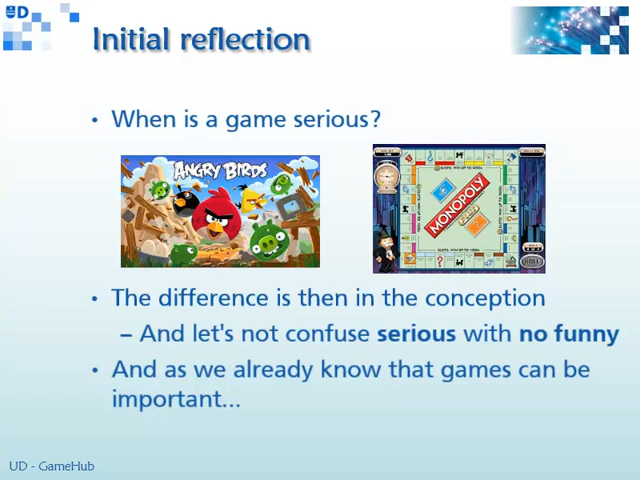 UD
Initial reflection
• When is a game serious?
ANGRY BIRDS
MONOPOLY
• The difference is then in the conception
– And let's not confuse serious with no funny
• And as we already know that games can be
important...
UD - GameHub